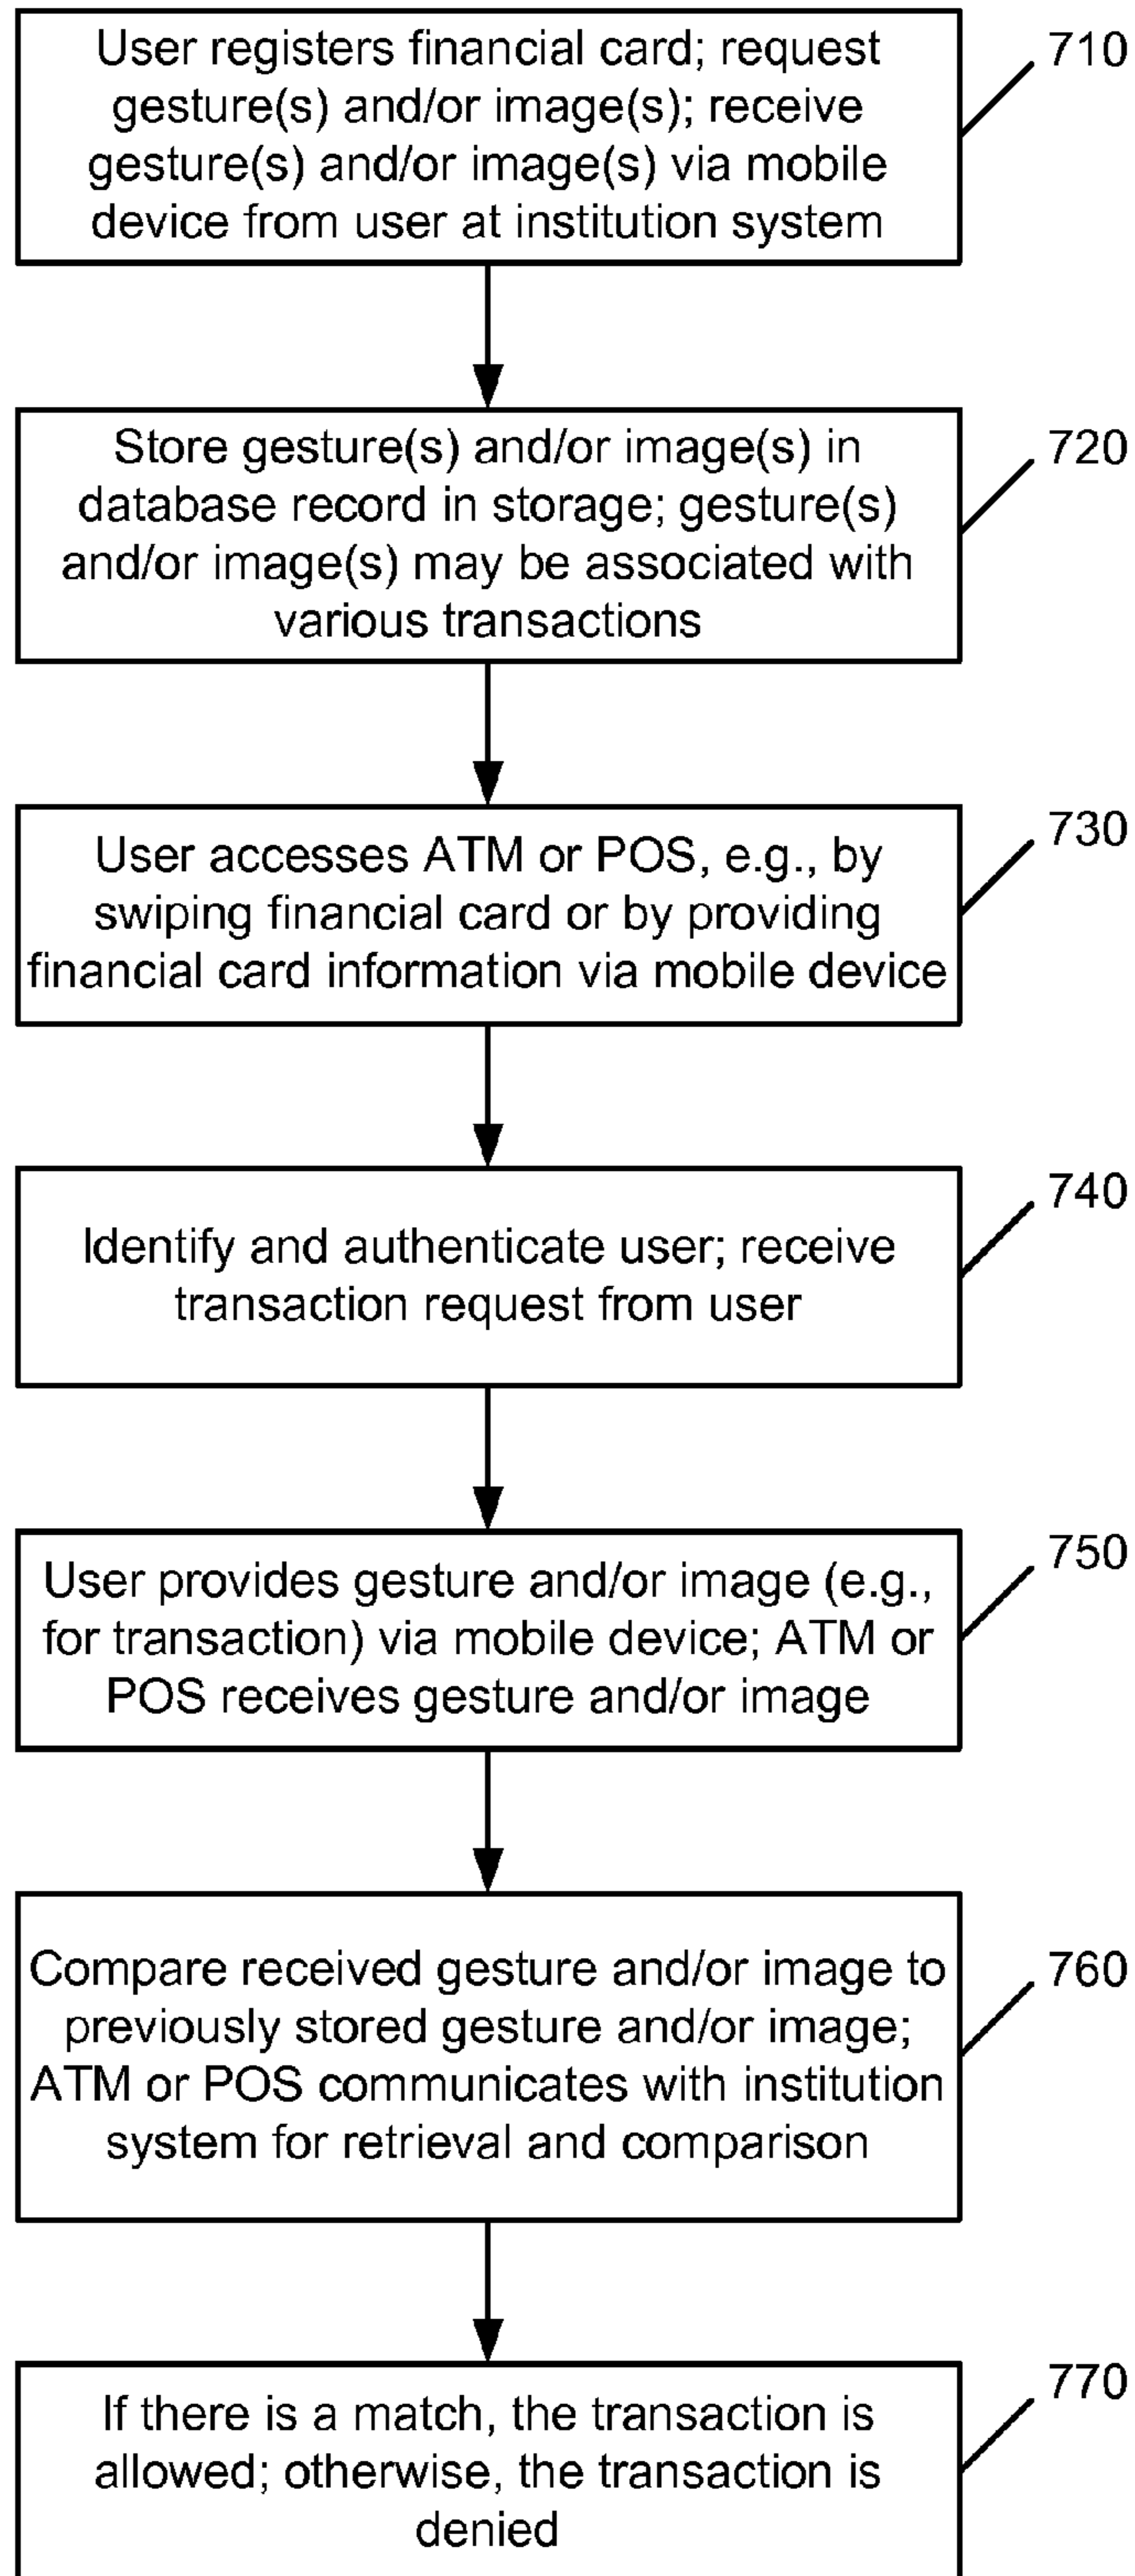 User registers financial card; request
gesture(s) and/or image(s); receive
gesture(s) and/or image(s) via mobile
device from user at institution system
710
Store gesture(s) and/or image(s) in
database record in storage; gesture(s)
and/or image(s) may be associated with
various transactions
720
User accesses ATM or POS, e.g., by
swiping financial card or by providing
financial card information via mobile device
730
Identify and authenticate user; receive
transaction request from user
740
User provides gesture and/or image (e.g.,
for transaction) via mobile device; ATM or
POS receives gesture and/or image
750
Compare received gesture and/or image to
previously stored gesture and/or image;
ATM or POS communicates with institution
system for retrieval and comparison
760
If there is a match, the transaction is
allowed; otherwise, the transaction is
denied
770